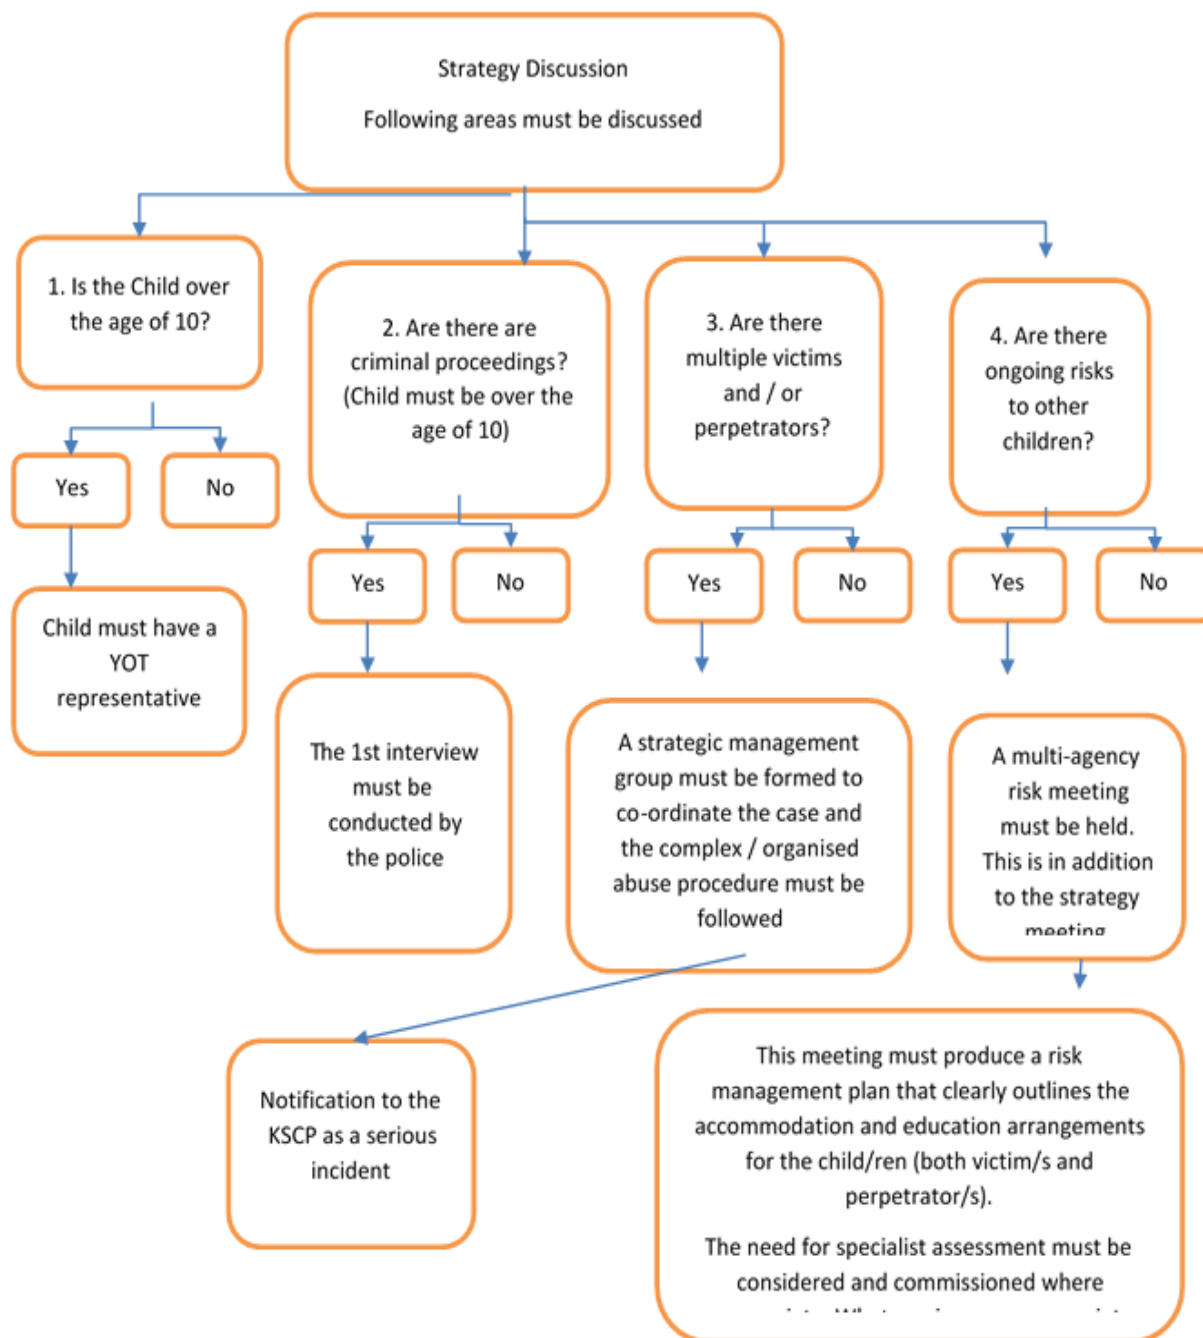 Strategy Discussion
Following areas must be discussed
1. Is the Child over
the age of 10?
Yes
No
Child must have a
YOT
representative
2. Are there are
criminal proceedings?
(Child must be over the
age of 10)
Yes
No
The 1st interview
must be
conducted by
the police
3. Are there
multiple victims
and / or
perpetrators?
Yes
No
A strategic management
group must be formed to
co-ordinate the case and
the complex / organised
abuse procedure must be
followed
Notification to the
KSCP as a serious
incident
4. Are there
ongoing risks
to other
children?
Yes
No
A multi-agency
risk meeting
must be held.
This is in addition
to the strategy
meeting
This meeting must produce a risk
management plan that clearly outlines the
accommodation and education arrangements
for the child/ren (both victim/s and
perpetrator/s).
The need for specialist assessment must be
considered and commissioned where